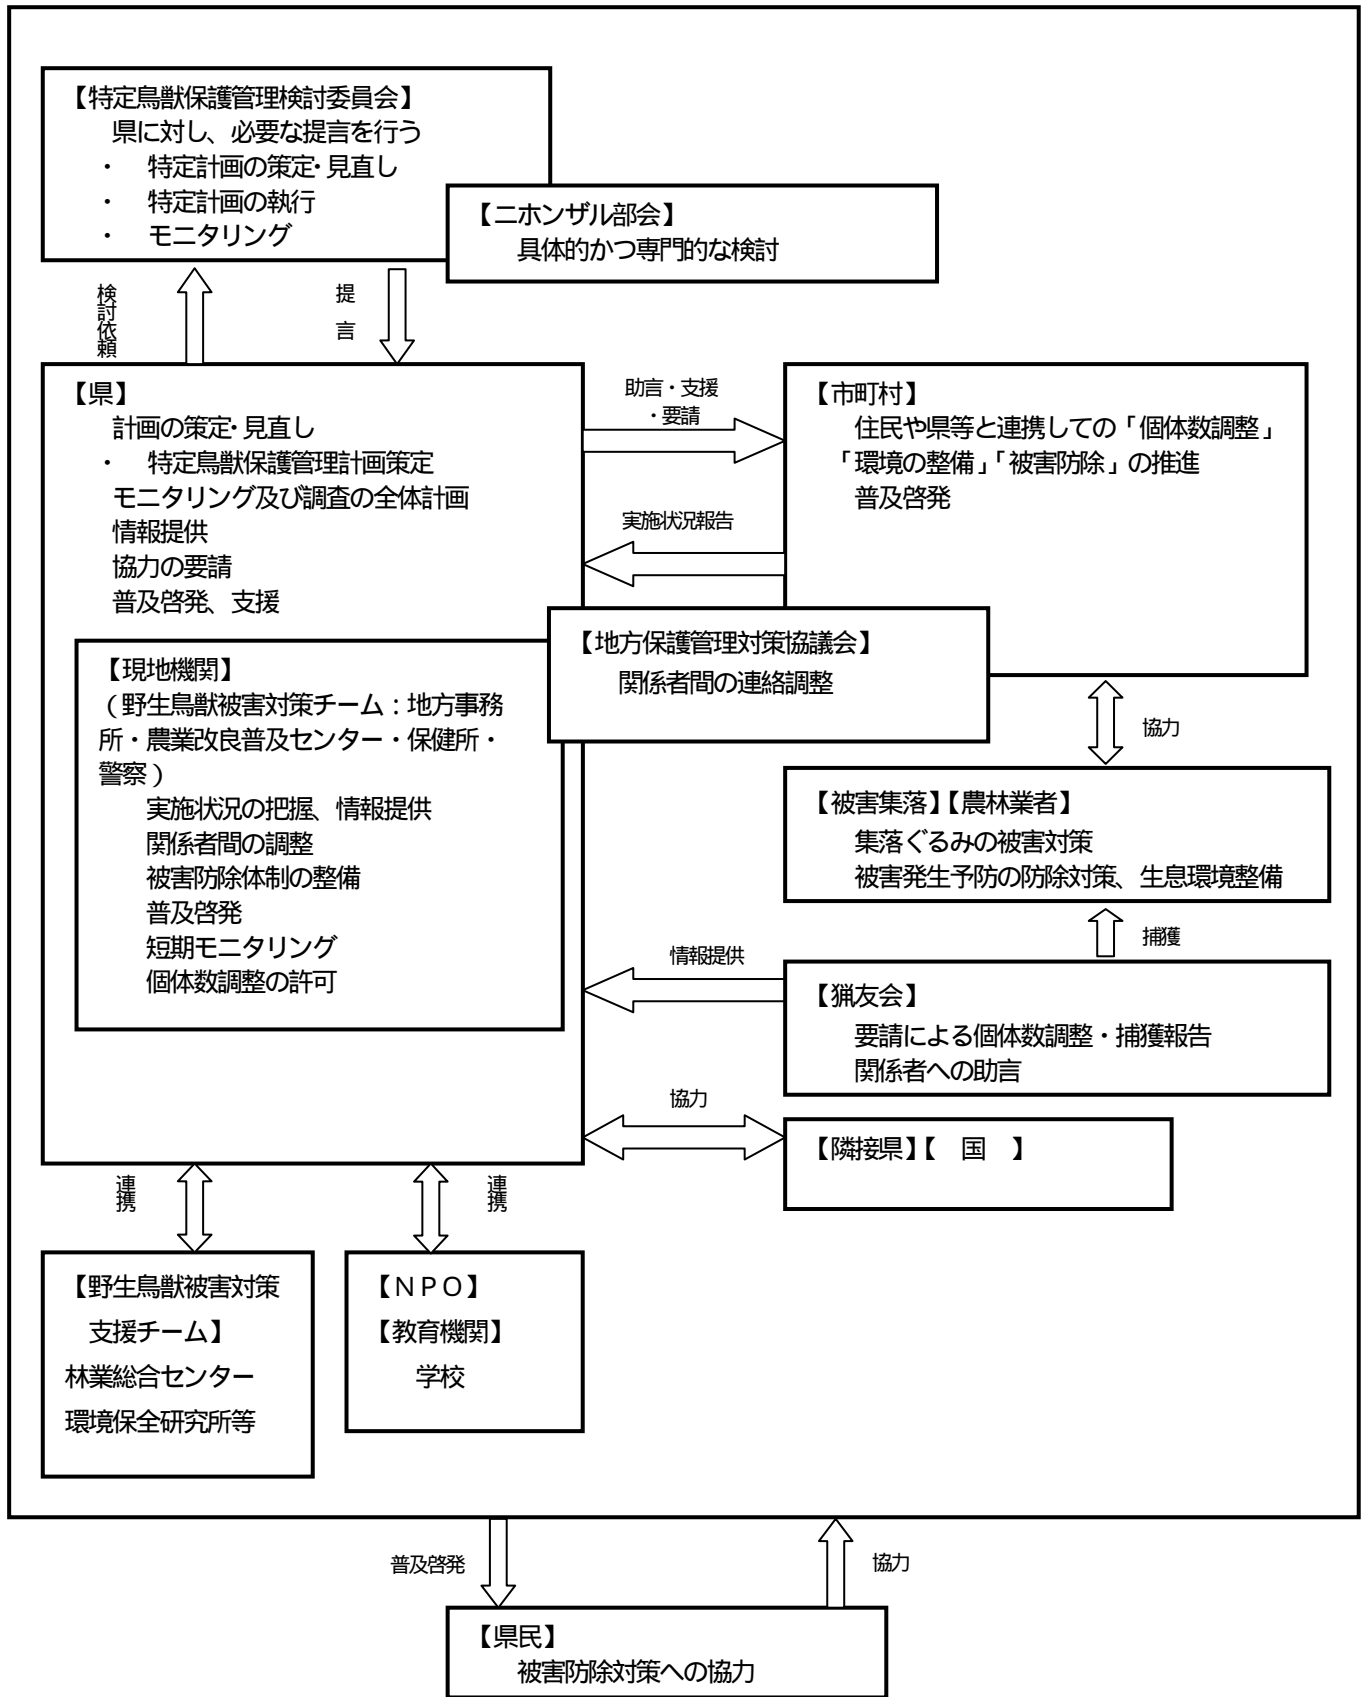 【特定鳥獣保護管理検討委員会】
県に対し、必要な提言を行う
・ 特定計画の策定・見直し
・ 特定計画の執行
・ モニタリング
【ニホンザル部会】
具体的かつ専門的な検討
検討依頼
提言
【県】
計画の策定・見直し
・ 特定鳥獣保護管理計画策定
モニタリング及び調査の全体計画
情報提供
協力の要請
普及啓発、支援
助言・支援
・要請
実施状況報告
【市町村】
住民や県等と連携しての「個体数調整」
「環境の整備」「被害防除」の推進
普及啓発
【地方保護管理対策協議会】
関係者間の連絡調整
【現地機関】
(野生鳥獣被害対策チーム:地方事務
所・農業改良普及センター・保健所・
警察)
実施状況の把握、情報提供
関係者間の調整
被害防除体制の整備
普及啓発
短期モニタリング
個体数調整の許可
協力
【被害集落】【農林業者】
集落ぐるみの被害対策
被害発生予防の防除対策、生息環境整備
捕獲
情報提供
【猟友会】
要請による個体数調整・捕獲報告
関係者への助言
協力
【隣接県】【 国 】
連携
連携
【野生鳥獣被害対策
支援チーム】
林業総合センター
環境保全研究所等
【NPO】
【教育機関】
学校
普及啓発
協力
【県民】
被害防除対策への協力